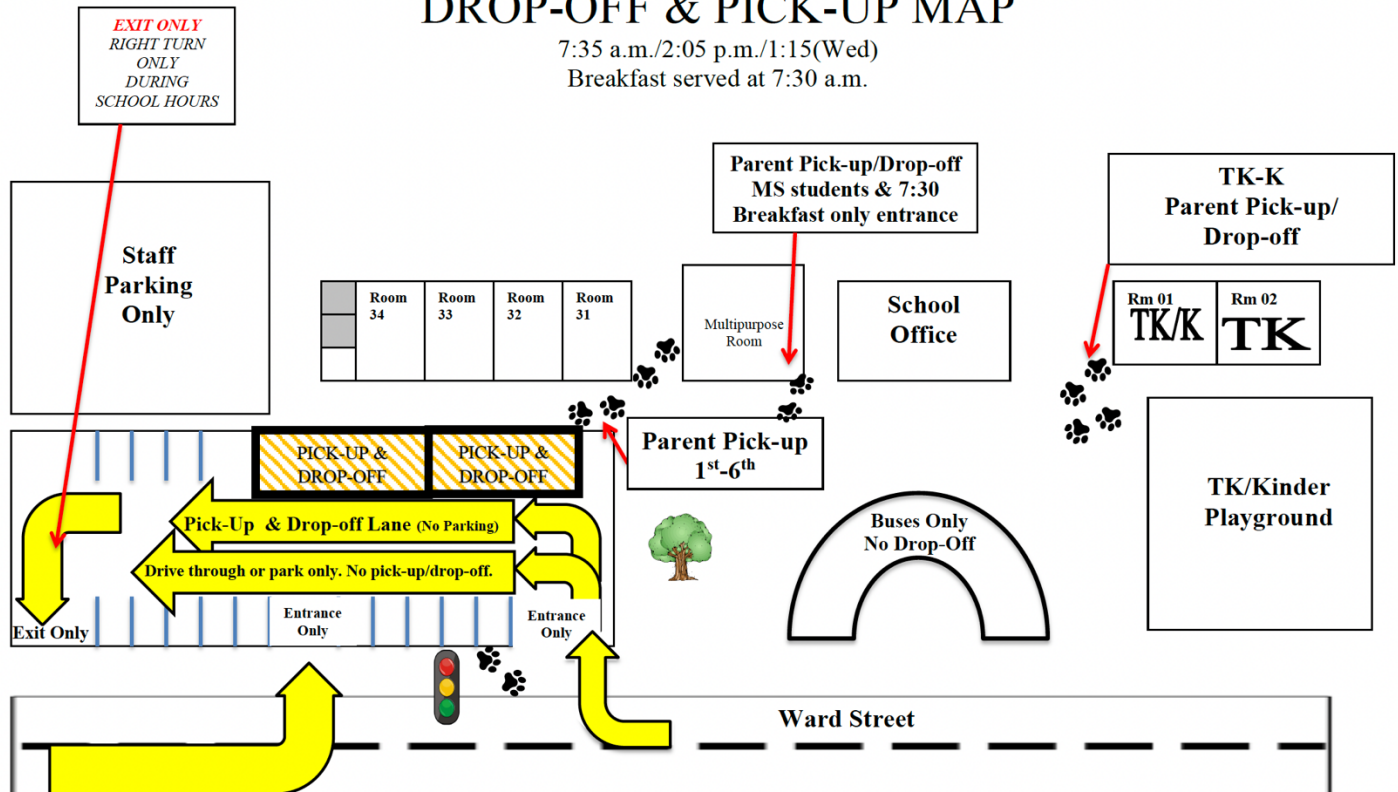 DROP-OFF & PICK-UP MAP
7:35 a.m./2:05 p.m./1:15(Wed)
Breakfast served at 7:30 a.m.
EXIT ONLY
RIGHT TURN
ONLY
DURING
SCHOOL HOURS
Parent Pick-up/Drop-off
MS students & 7:30
Breakfast only entrance
TK-K
Parent Pick-up/
Drop-off
Staff
Parking
Only
Room
34
Room
33
Room
32
Room
31
Multipurpose
Room
School
Office
Rm 01
TK/K
Rm 02
TK
PICK-UP &
DROP-OFF
PICK-UP &
DROP-OFF
Parent Pick-up
1st-6th
TK/Kinder
Playground
Pick-Up & Drop-off Lane (No Parking)
Buses Only
No Drop-Off
Drive through or park only. No pick-up/drop-off.
Entrance
Only
Entrance
Only
Exit Only
Ward Street